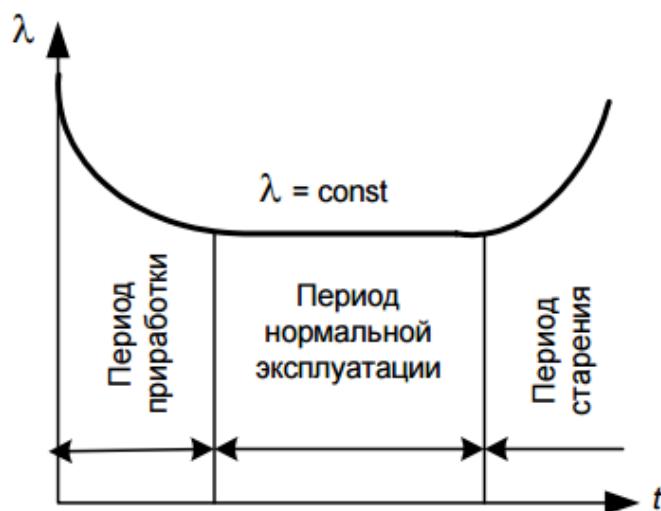 λ
λ = const
Период
приработки
Период
нормальной
эксплуатации
Период
старения
t